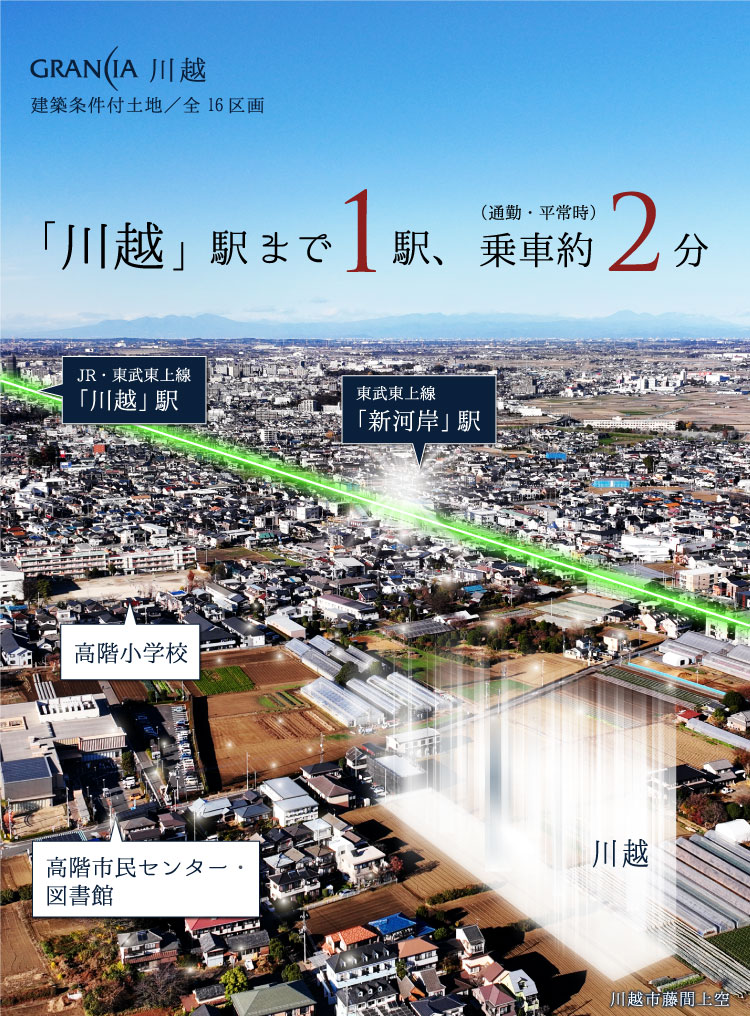 GRANCIA 川越
建築条件付土地／全 16区画
(通勤・平常時)
「川越」駅まで1駅、乗車約2分
JR・東武東上線
「川越」駅
東武東上線
「新河岸」駅
高階小学校
川越
高階市民センター・
図書館
川越市藤間上空